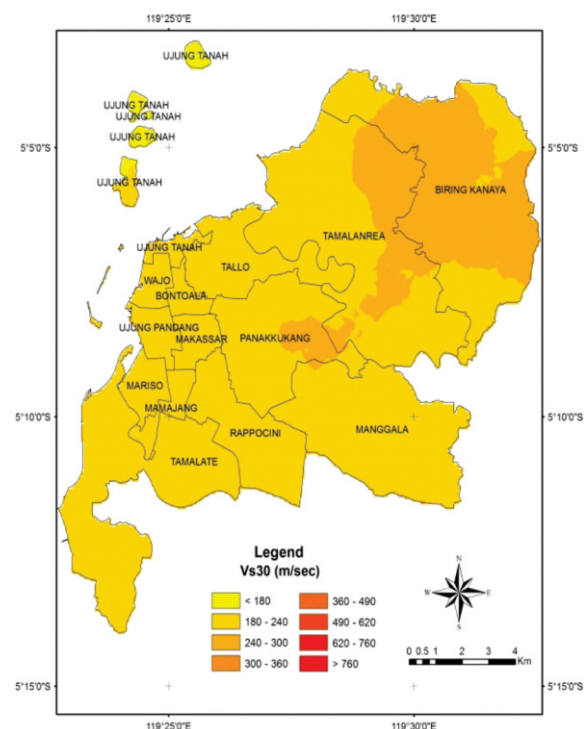 119°25'0"E
119°30'0"E
UJUNG TANAH
UJUNG TANAH
UJUNG TANAH
UJUNG TANAH
5°5'0"S
5°5'0"S
UJUNG TANAH
BIRING KANAYA
TAMALANREA
UJUNG TANAH
TALLO
WAJO
BONTOALA
UJUNG PANDANG
MAKASSAR
PANAKKUKANG
MARISO
MAMAJANG
5°10'0"S
5°10'0"S
RAPPOCINI
MANGGALA
TAMALATE
Legend
Vs30 (m/sec)
< 180
360 - 490
180 - 240
490 - 620
240 - 300
620 - 760
300 - 360
> 760
N
W
E
S
0 0.5 1 2 3 4
Km
5°15'0"S
5°15'0"S
119°25'0"E
119°30'0"E